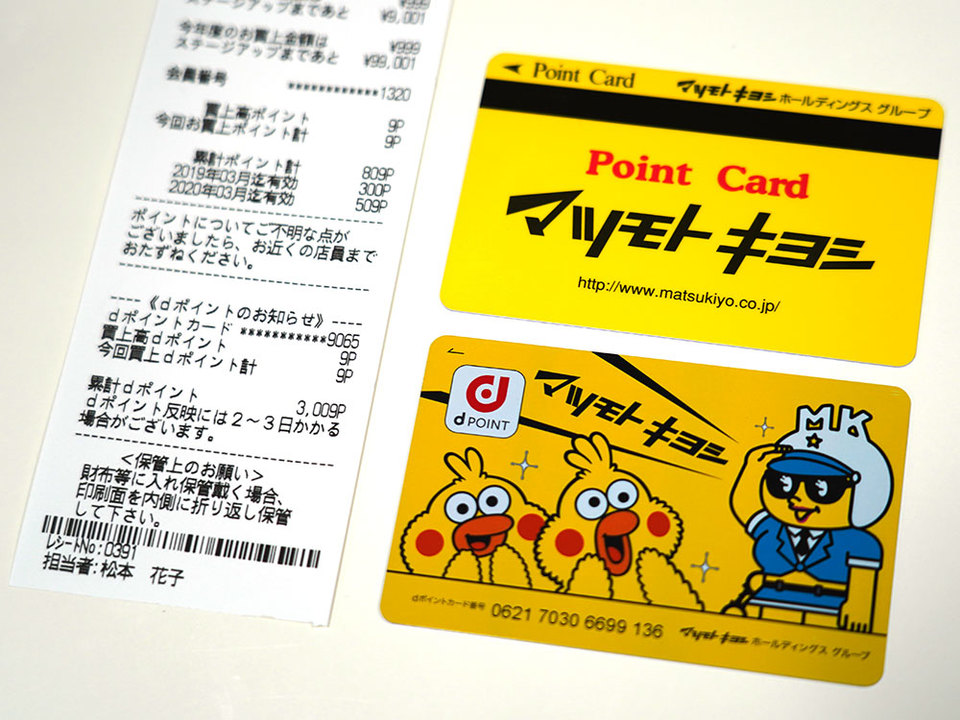 ステージアップまであと ¥9,001
今年度のお買上金額は ¥999
ステージアップまであと ¥99,001
会員番号 ************1320
買上高ポイント 9P
今回お買上ポイント計 9P
累計ポイント計 809P
2019年03月迄有効 300P
2020年03月迄有効 509P
ポイントについてご不明な点が
ございましたら、お近くの店員まで
おたずねください。
---- 《dポイントのお知らせ》 ----
dポイントカード ************9065
買上高dポイント 9P
今回買上dポイント計 9P
累計dポイント 3,009P
dポイント反映には2~3日かかる
場合がございます。
<保管上のお願い>
財布等に入れ保管戴く場合、
印刷面を内側に折り返し保管
して下さい。
レシートNo:0391
担当者:松本 花子
Point Card マツモトキヨシ ホールディングス グループ
Point Card
マツモトキヨシ
http://www.matsukiyo.co.jp/
d POINT
マツモトキヨシ
MK
dポイントカード番号 0621 7030 6699 136
マツモトキヨシ ホールディングス グループ